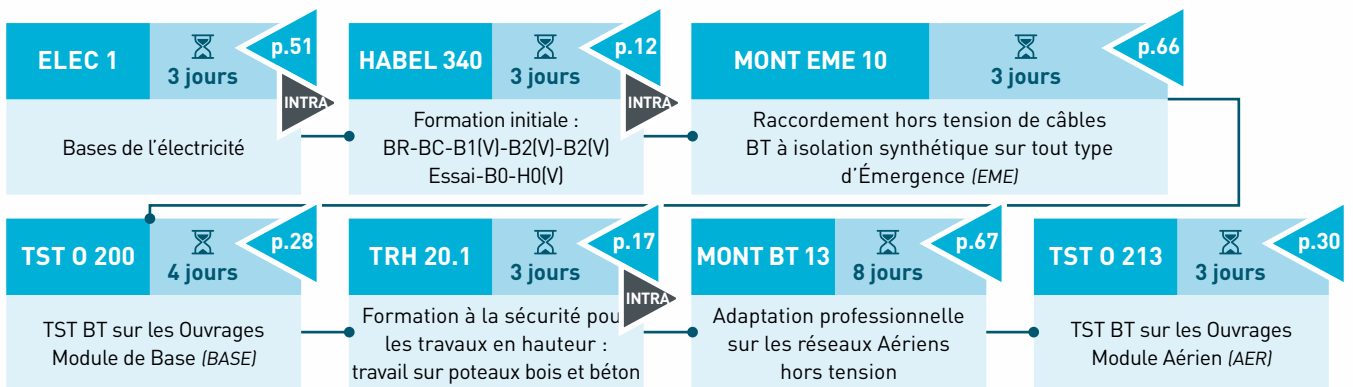 ELEC 1
3 jours
p.51
INTRA
Bases de l'électricité
HABEL 340
3 jours
p.12
INTRA
Formation initiale :
BR-BC-B1(V)-B2(V)-B2(V)
Essai-B0-H0(V)
MONT EME 10
3 jours
p.66
Raccordement hors tension de câbles
BT à isolation synthétique sur tout type
d'Émergence (EME)
TST O 200
4 jours
p.28
TST BT sur les Ouvrages
Module de Base (BASE)
TRH 20.1
3 jours
p.17
INTRA
Formation à la sécurité pou
les travaux en hauteur :
travail sur poteaux bois et béton
MONT BT 13
8 jours
p.67
Adaptation professionnelle
sur les réseaux Aériens
hors tension
TST O 213
3 jours
p.30
TST BT sur les Ouvrages
Module Aérien (AER)